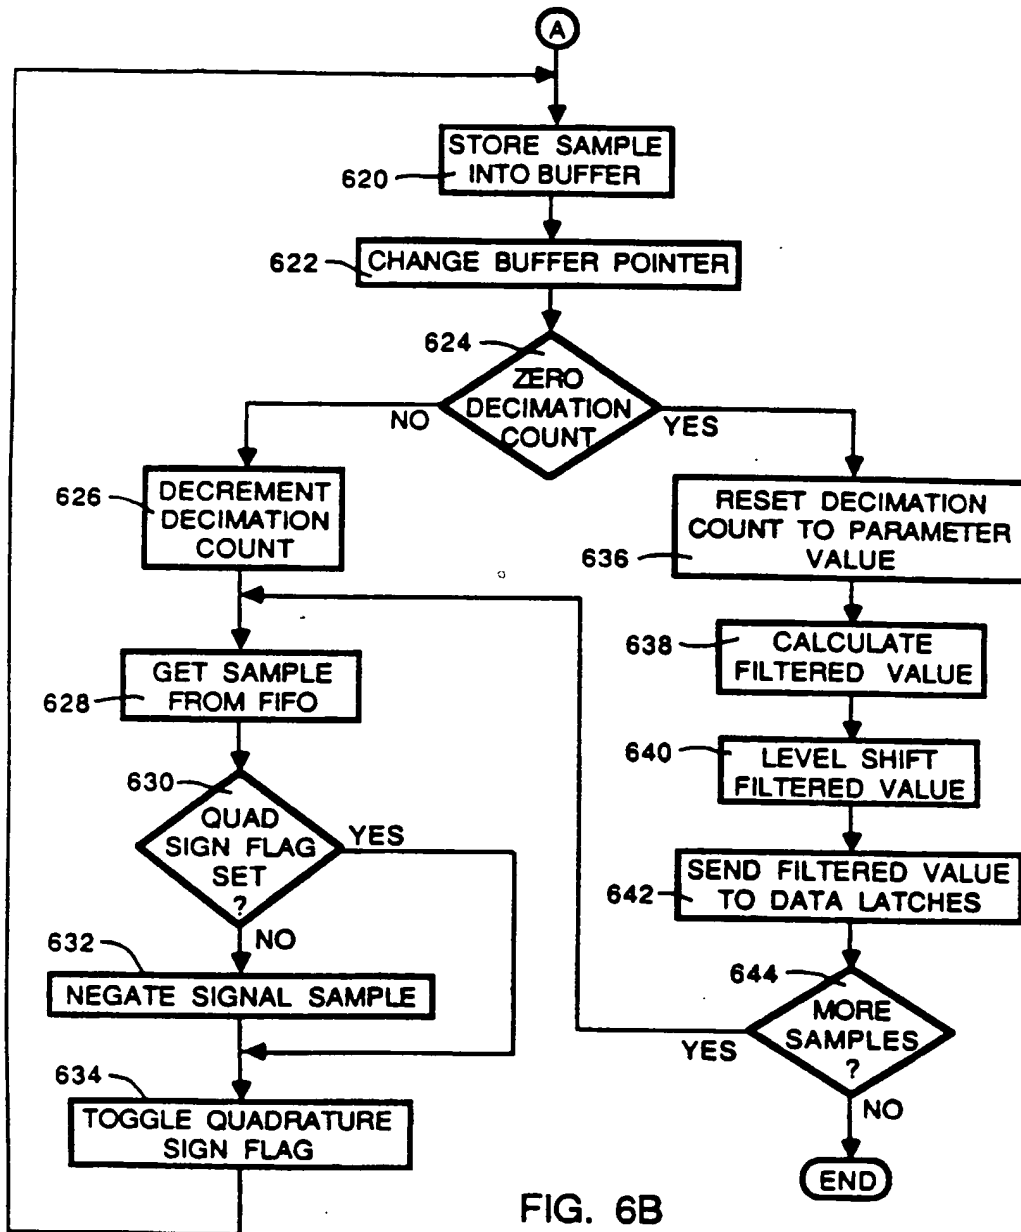 A
STORE SAMPLE
INTO BUFFER
620
CHANGE BUFFER POINTER
622
624
ZERO
DECIMATION
COUNT
NO
YES
626
DECREMENT
DECIMATION
COUNT
RESET DECIMATION
COUNT TO PARAMETER
VALUE
636
628
GET SAMPLE
FROM FIFO
638
CALCULATE
FILTERED VALUE
640
LEVEL SHIFT
FILTERED VALUE
630
QUAD
SIGN FLAG
SET
?
YES
NO
642
SEND FILTERED VALUE
TO DATA LATCHES
632
NEGATE SIGNAL SAMPLE
644
MORE
SAMPLES
?
YES
NO
634
TOGGLE QUADRATURE
SIGN FLAG
END
FIG. 6B